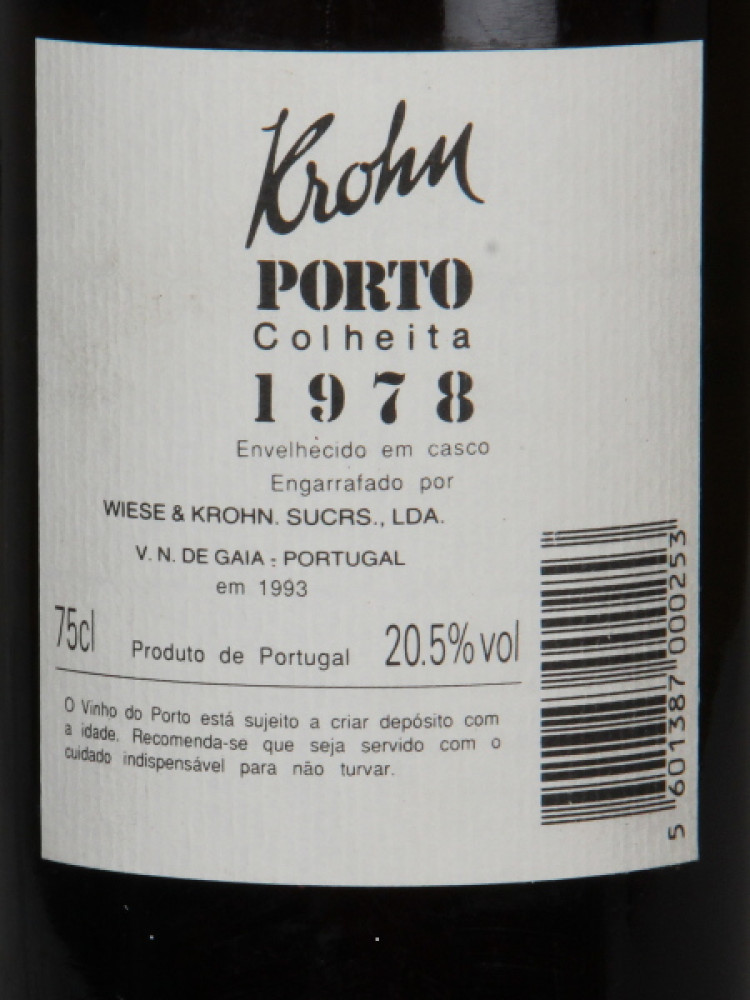 Krohn
PORTO
Colheita
1978
Envelhecido em casco
Engarrafado por
WIESE & KROHN. SUCRS., LDA.
V. N. DE GAIA : PORTUGAL
em 1993
75cl Produto de Portugal 20.5% vol
O Vinho do Porto está sujeito a criar depósito com
a idade. Recomenda-se que seja servido com o
cuidado indispensável para não turvar.
5 601387 000253